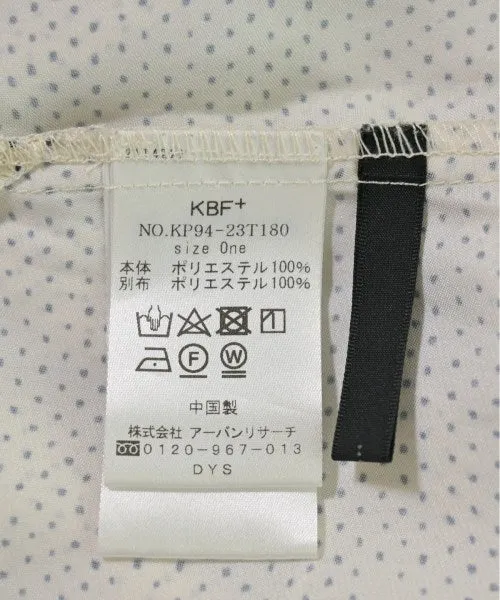 KBF+
NO.KP94-23T180
size One
本体 ポリエステル100%
別布 ポリエステル100%
F W
中国製
株式会社 アーバンリサーチ
0120-967-013
DYS